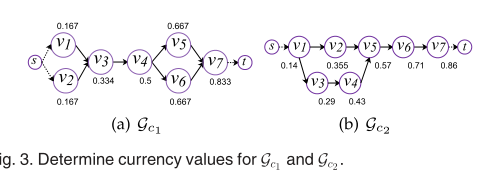 0.167 0.667
s v1 v3 v4 v5 v7 t
v2 v6
0.334 0.5 0.833
0.167 0.667
s v1 v2 v5 v6 v7 t
0.14 0.355 0.57 0.71 0.86
v3 v4
0.29 0.43
(a) 𝒢c1 (b) 𝒢c2
ig. 3. Determine currency values for 𝒢c1 and 𝒢c2.